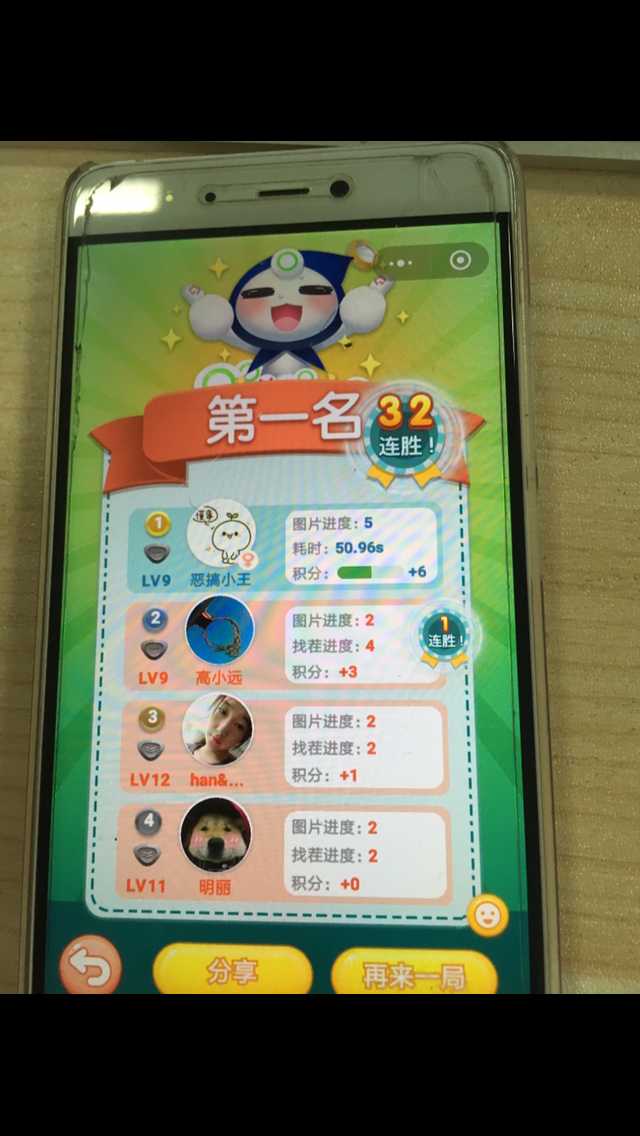 第一名
32
连胜！
1
LV9
恶搞小王
图片进度：5
耗时：50.96s
积分：+6
2
LV9
高小远
图片进度：2
找茬进度：4
积分：+3
1
连胜！
3
LV12
han&...
图片进度：2
找茬进度：2
积分：+1
4
LV11
明丽
图片进度：2
找茬进度：2
积分：+0
分享
再来一局